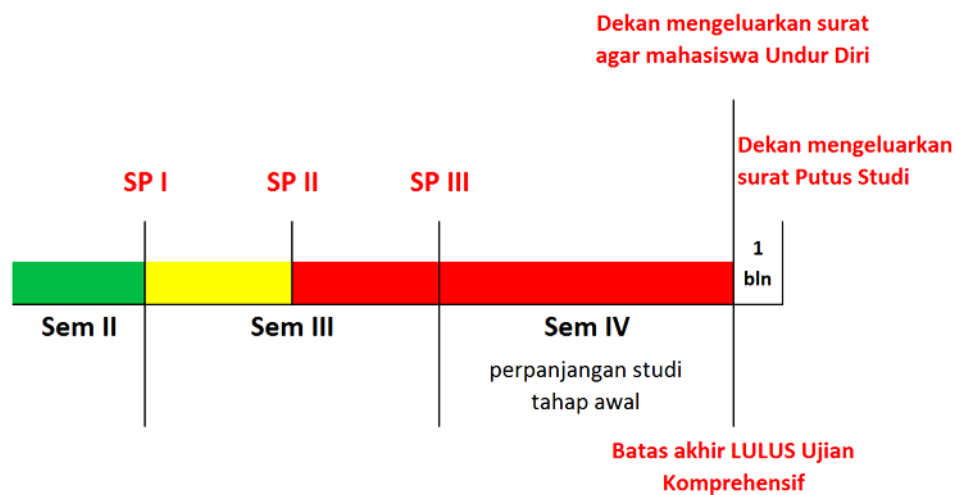 Dekan mengeluarkan surat
agar mahasiswa Undur Diri
Dekan mengeluarkan
surat Putus Studi
SP I
SP II
SP III
1
bln
Sem II
Sem III
Sem IV
perpanjangan studi
tahap awal
Batas akhir LULUS Ujian
Komprehensif